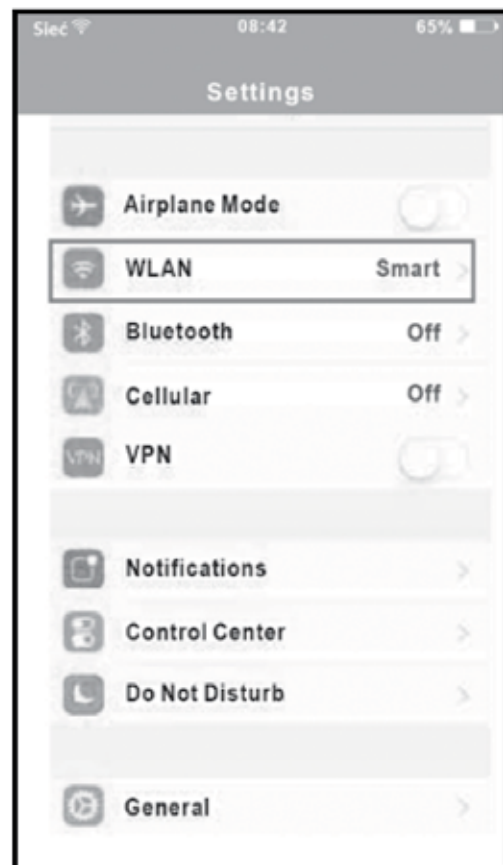 Sieć 08:42 65%
Settings
Airplane Mode
WLAN Smart
Bluetooth Off
Cellular Off
VPN VPN
Notifications
Control Center
Do Not Disturb
General